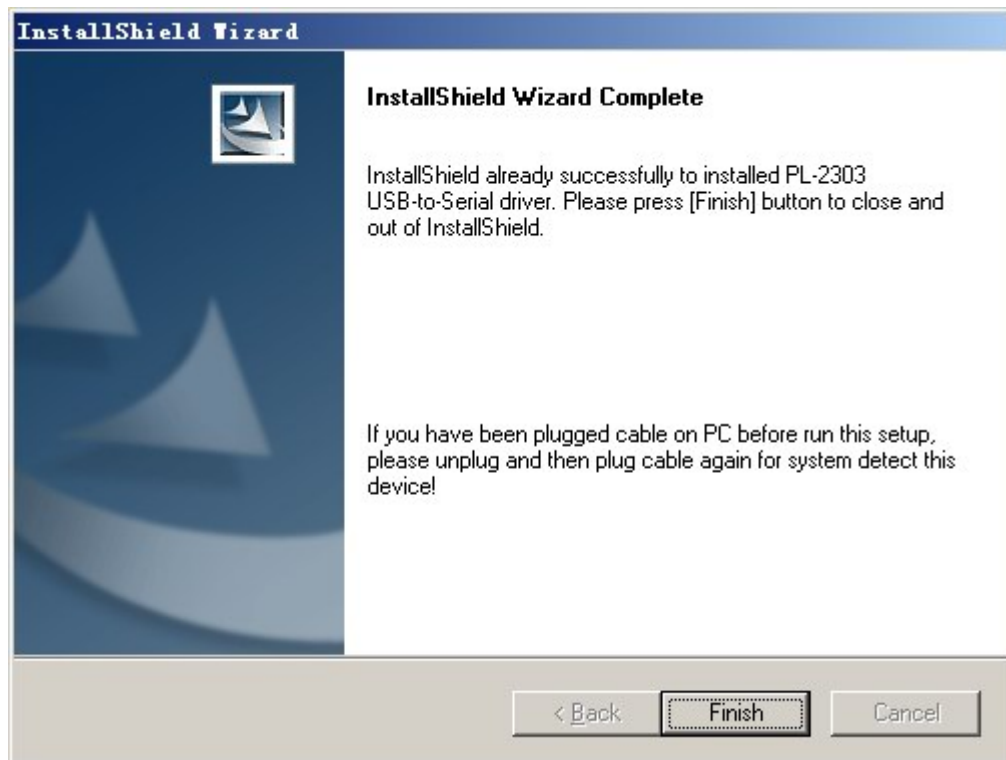 InstallShield Wizard
InstallShield Wizard Complete
InstallShield already successfully to installed PL-2303
USB-to-Serial driver. Please press [Finish] button to close and
out of InstallShield.
If you have been plugged cable on PC before run this setup,
please unplug and then plug cable again for system detect this
device!
< Back
Finish
Cancel